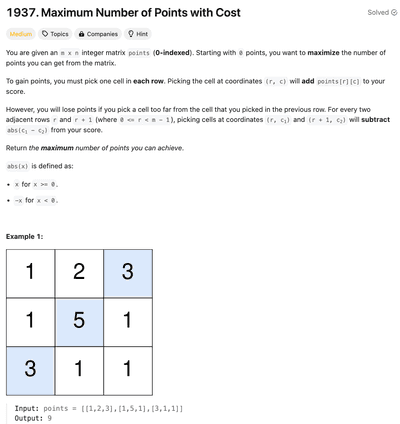 1937. Maximum Number of Points with Cost
Solved
Medium Topics Companies Hint
You are given an m x n integer matrix points (0-indexed). Starting with 0 points, you want to maximize the number of
points you can get from the matrix.
To gain points, you must pick one cell in each row. Picking the cell at coordinates (r, c) will add points[r][c] to your
score.
However, you will lose points if you pick a cell too far from the cell that you picked in the previous row. For every two
adjacent rows r and r + 1 (where 0 <= r < m - 1), picking cells at coordinates (r, c₁) and (r + 1, c₂) will subtract
abs(c₁ - c₂) from your score.
Return the maximum number of points you can achieve.
abs(x) is defined as:
• x for x >= 0.
• -x for x < 0.
Example 1:
1 2 3
1 5 1
3 1 1
Input: points = [[1,2,3],[1,5,1],[3,1,1]]
Output: 9